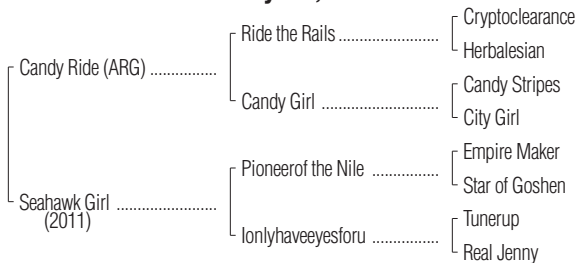 Cryptoclearance
Ride the Rails ....................
Herbalesian
Candy Ride (ARG) .............
Candy Stripes
Candy Girl .......................
City Girl
Empire Maker
Pioneerof the Nile .............
Star of Goshen
Seahawk Girl ...................
(2011)
Tunerup
Ionlyhaveeyesforu .............
Real Jenny